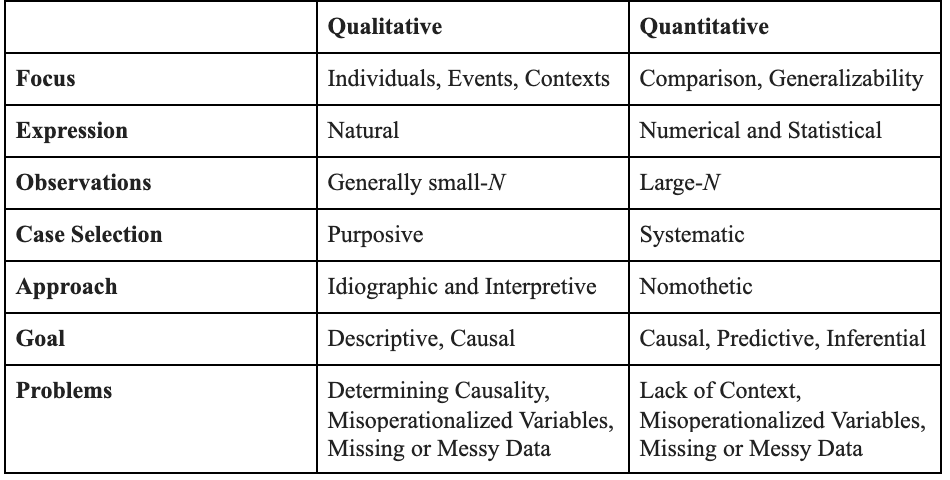 Qualitative Quantitative
Focus Individuals, Events, Contexts Comparison, Generalizability
Expression Natural Numerical and Statistical
Observations Generally small-N Large-N
Case Selection Purposive Systematic
Approach Idiographic and Interpretive Nomothetic
Goal Descriptive, Causal Causal, Predictive, Inferential
Problems Determining Causality, Lack of Context,
Misoperationalized Variables, Misoperationalized Variables,
Missing or Messy Data Missing or Messy Data